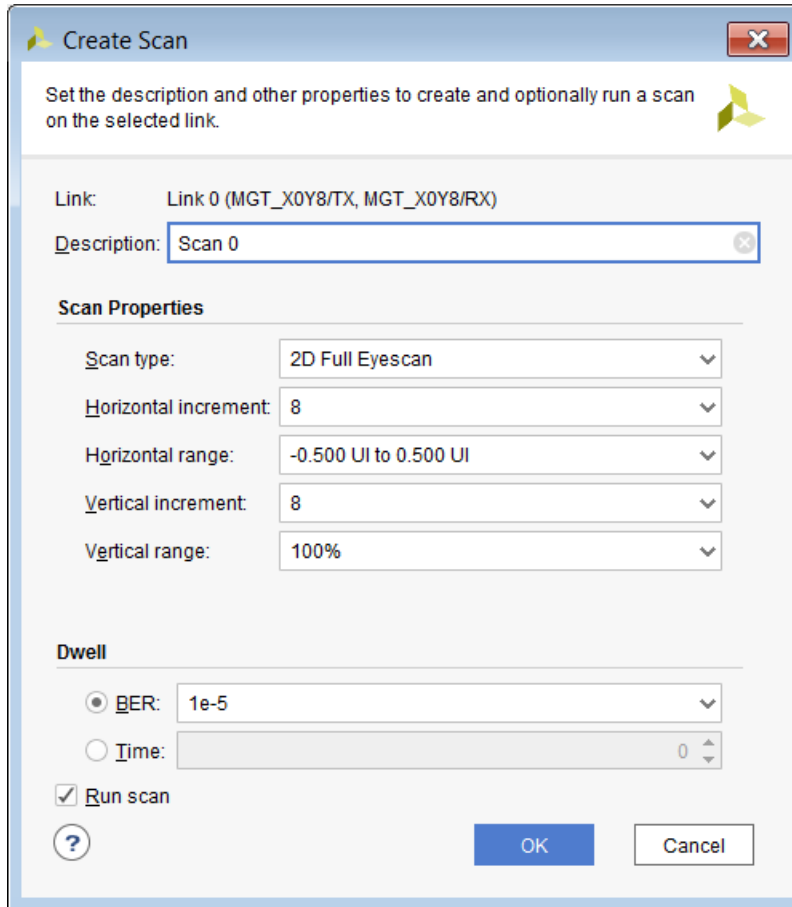 Create Scan
Set the description and other properties to create and optionally run a scan
on the selected link.
Link: Link 0 (MGT_X0Y8/TX, MGT_X0Y8/RX)
Description: Scan 0
Scan Properties
Scan type: 2D Full Eyescan
Horizontal increment: 8
Horizontal range: -0.500 UI to 0.500 UI
Vertical increment: 8
Vertical range: 100%
Dwell
BER: 1e-5
Time: 0
Run scan
? OK Cancel